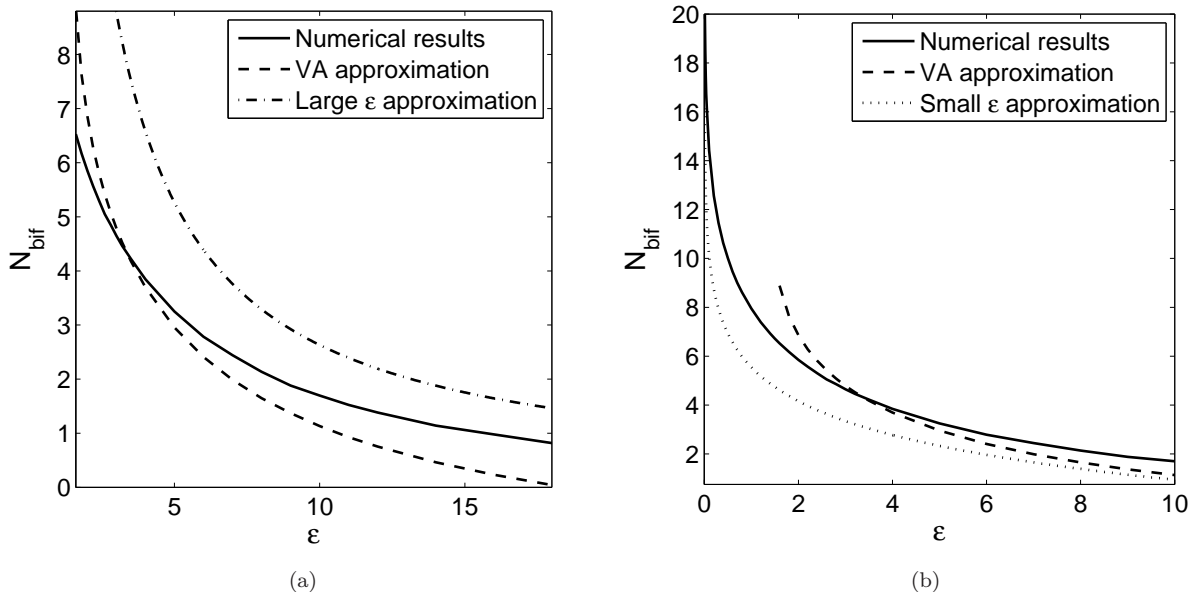 Numerical results
VA approximation
Large ε approximation
8
7
6
5
4
3
2
1
0
N_bif
5
10
15
ε
(a)
Numerical results
VA approximation
Small ε approximation
20
18
16
14
12
10
8
6
4
2
N_bif
0
2
4
6
8
10
ε
(b)